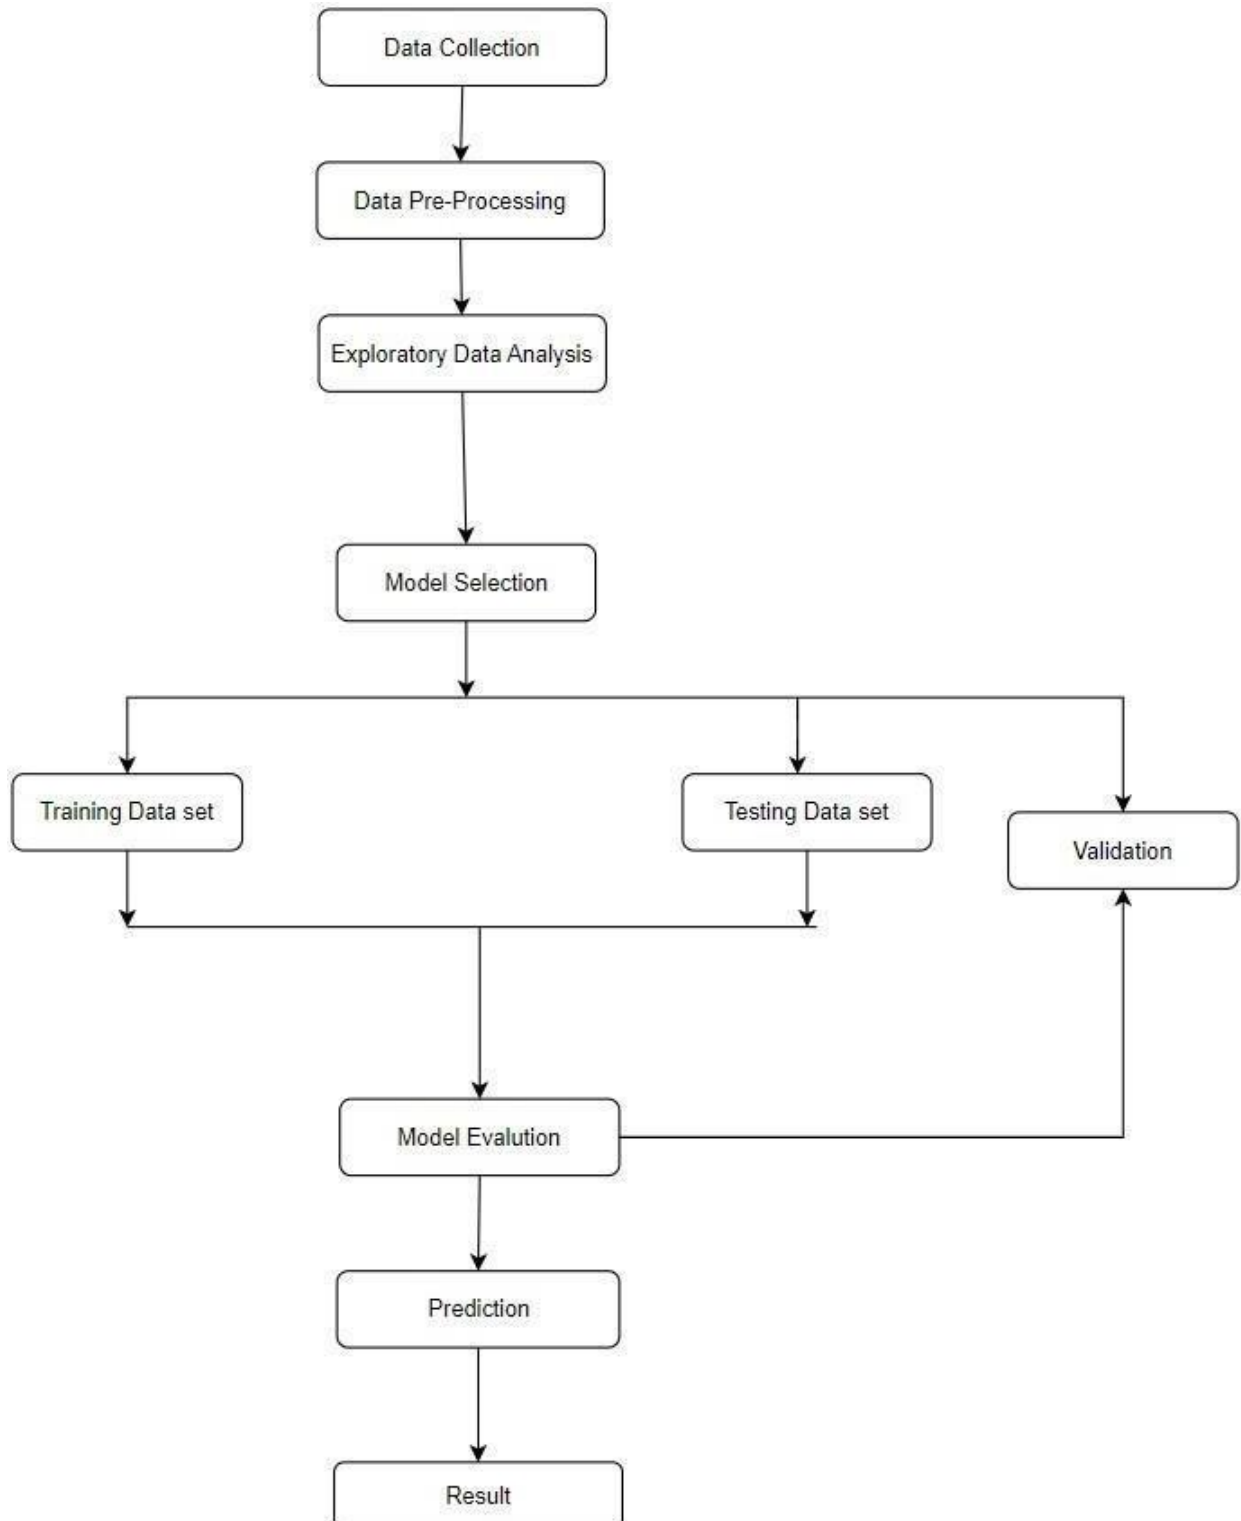 Data Collection
Data Pre-Processing
Exploratory Data Analysis
Model Selection
Training Data set
Testing Data set
Validation
Model Evalution
Prediction
Result